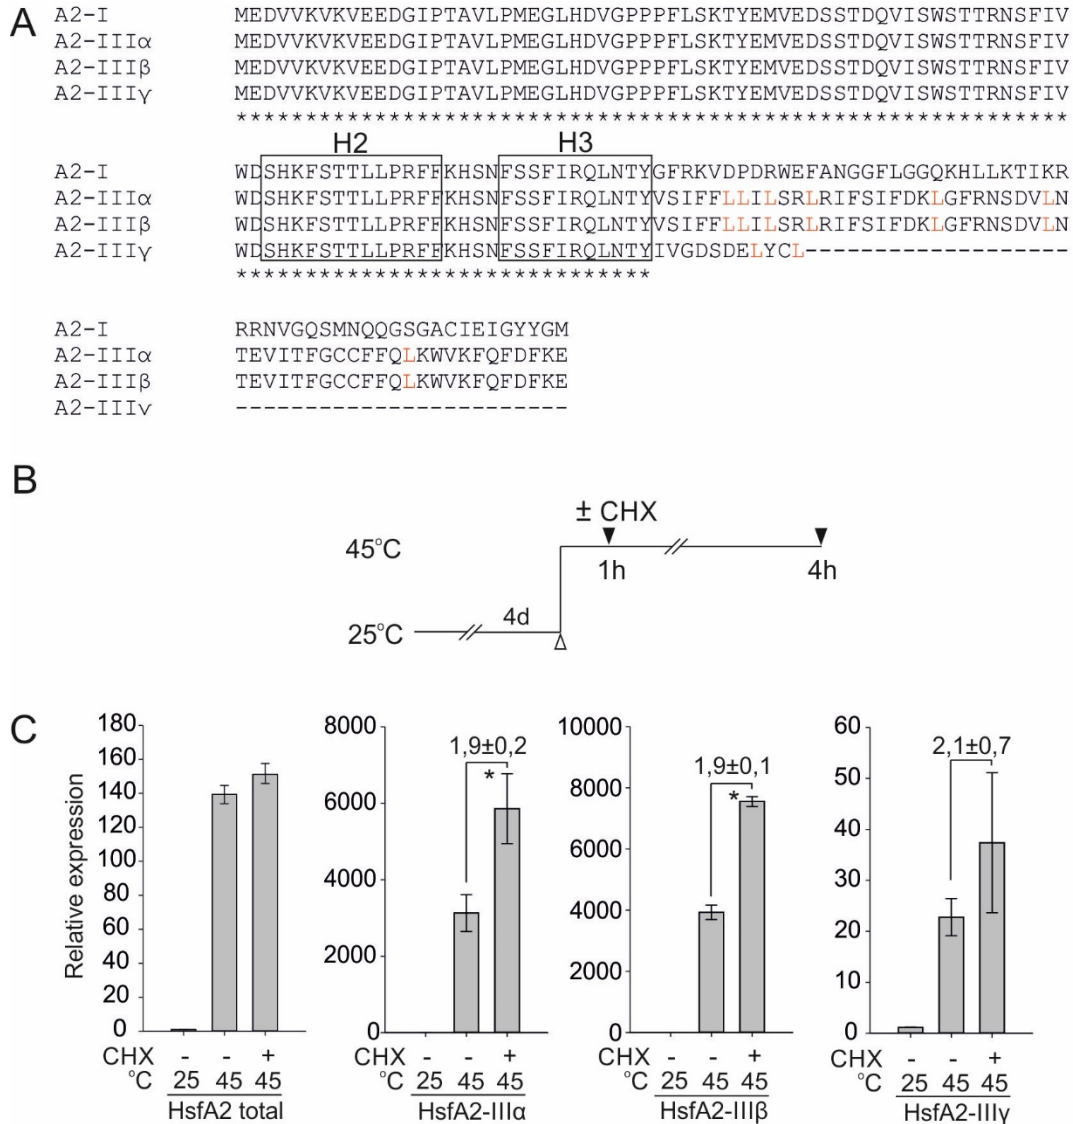 A
A2-I MEDVVKVKVEEDGIPTAVLPMEGLHDVGPPPFLSKTYEMVEDSSTDQVISWSTTRNSFIV
A2-IIIα MEDVVKVKVEEDGIPTAVLPMEGLHDVGPPPFLSKTYEMVEDSSTDQVISWSTTRNSFIV
A2-IIIβ MEDVVKVKVEEDGIPTAVLPMEGLHDVGPPPFLSKTYEMVEDSSTDQVISWSTTRNSFIV
A2-IIIγ MEDVVKVKVEEDGIPTAVLPMEGLHDVGPPPFLSKTYEMVEDSSTDQVISWSTTRNSFIV
************************************************************
H2 H3
A2-I WDSHKFSTTLLPRFFKHSNFSSFIRQLNTYGFRKVDPDRWEFANGGFLGGQKHLLKTIKR
A2-IIIα WDSHKFSTTLLPRFFKHSNFSSFIRQLNTYVSIFFLLILSRLRIFSIFDKLGFRNSDVLN
A2-IIIβ WDSHKFSTTLLPRFFKHSNFSSFIRQLNTYVSIFFLLILSRLRIFSIFDKLGFRNSDVLN
A2-IIIγ WDSHKFSTTLLPRFFKHSNFSSFIRQLNTYIVGDSDELYCL-------------------
******************************
A2-I RRNVGQSMNQQGSGACIEIGYYGM
A2-IIIα TEVITFGCCFFQLKWVKFQFDFKE
A2-IIIβ TEVITFGCCFFQLKWVKFQFDFKE
A2-IIIγ ------------------------
B
± CHX
45°C
1h 4h
4d
25°C
C
Relative expression
180
160
140
120
100
80
60
40
20
0
CHX - - +
°C 25 45 45
HsfA2 total
8000
6000
4000
2000
0
1,9±0,2
*
CHX - - +
°C 25 45 45
HsfA2-IIIα
10000
8000
6000
4000
2000
0
1,9±0,1
*
CHX - - +
°C 25 45 45
HsfA2-IIIβ
60
50
40
30
20
10
0
2,1±0,7
CHX - - +
°C 25 45 45
HsfA2-IIIγ